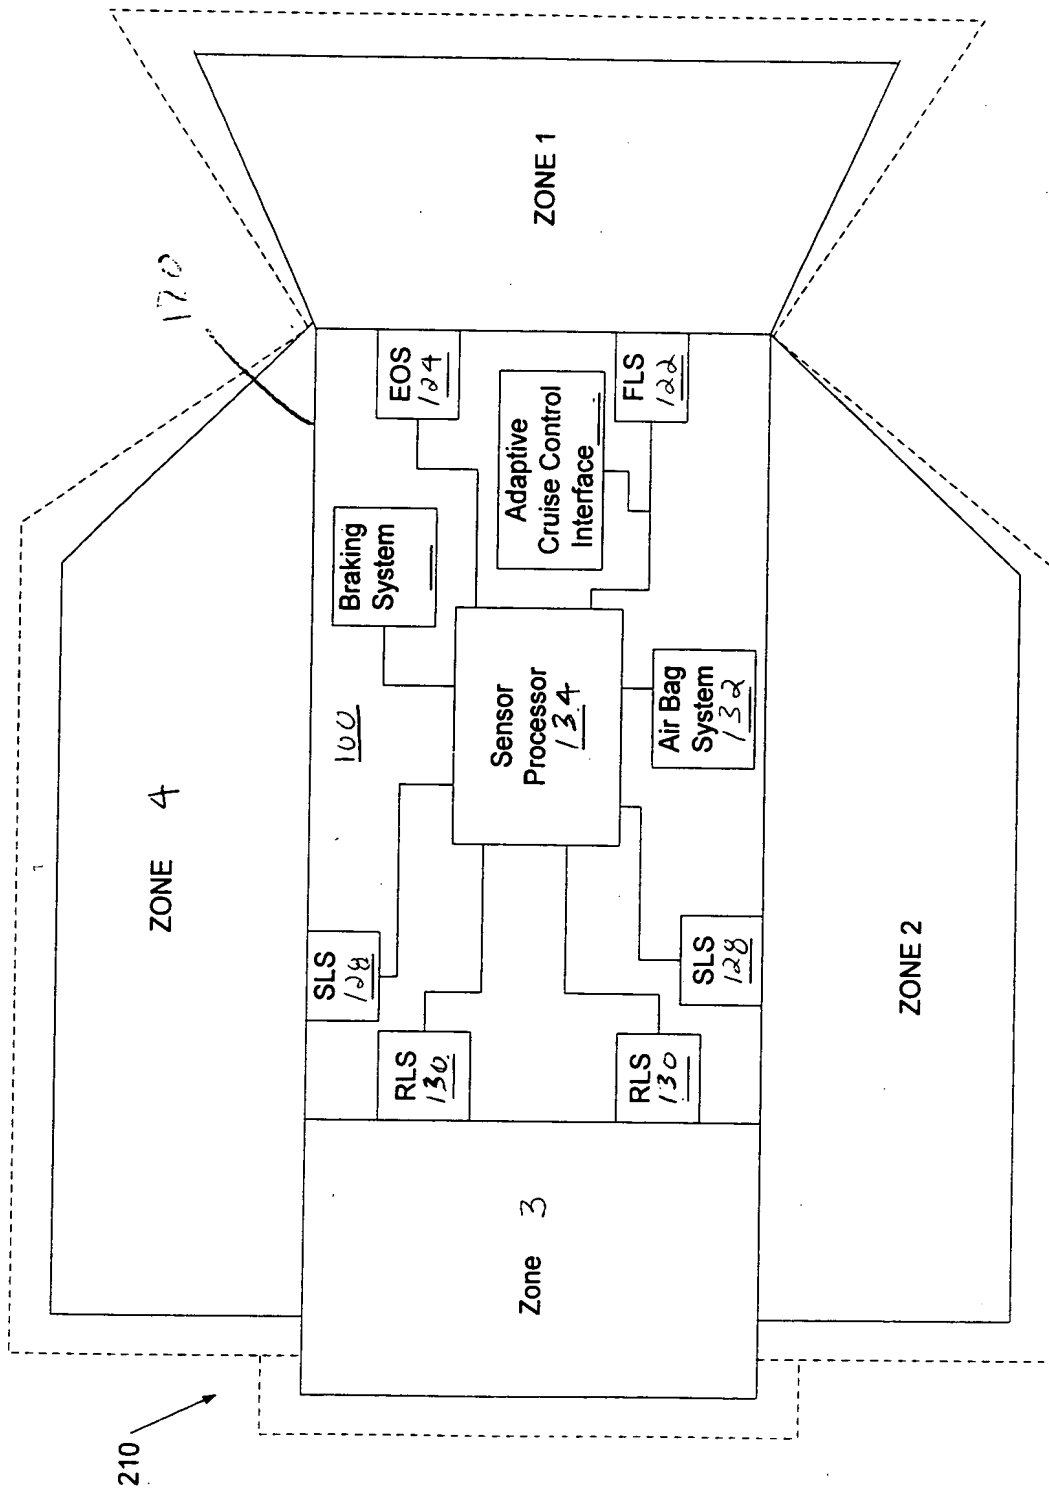 210
ZONE 4
120
SLS
128
100
Braking
System
RLS
130
EOS
124
Sensor
Processor
134
Adaptive
Cruise Control
Interface
Zone 3
ZONE 1
RLS
130
FLS
122
SLS
128
Air Bag
System
132
ZONE 2